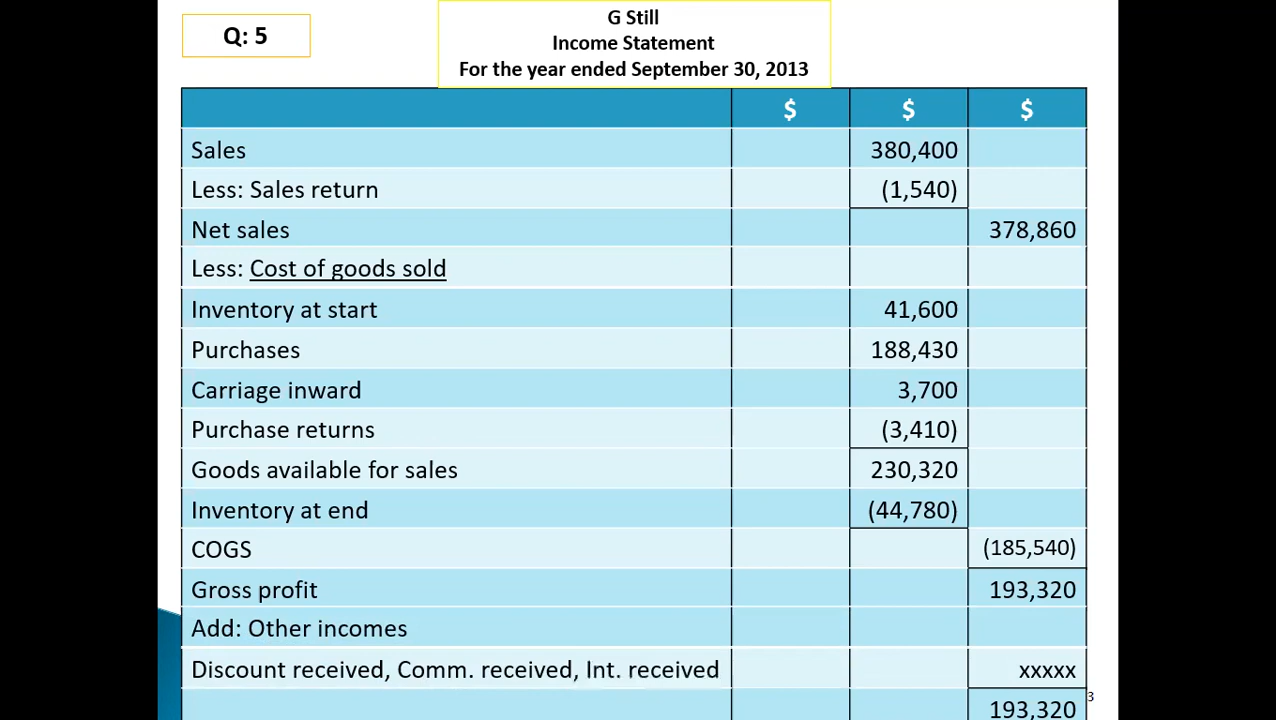 Q: 5
G Still
Income Statement
For the year ended September 30, 2013
$ $ $
Sales 380,400
Less: Sales return (1,540)
Net sales 378,860
Less: Cost of goods sold
Inventory at start 41,600
Purchases 188,430
Carriage inward 3,700
Purchase returns (3,410)
Goods available for sales 230,320
Inventory at end (44,780)
COGS (185,540)
Gross profit 193,320
Add: Other incomes
Discount received, Comm. received, Int. received xxxxx
193,320
3